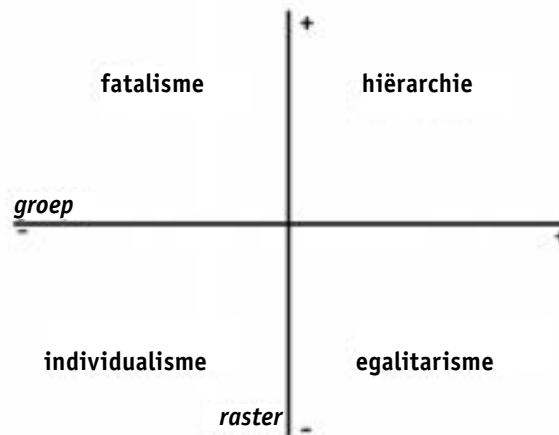 +
fatalisme hiërarchie
groep
- +
individualisme egalitarisme
raster -